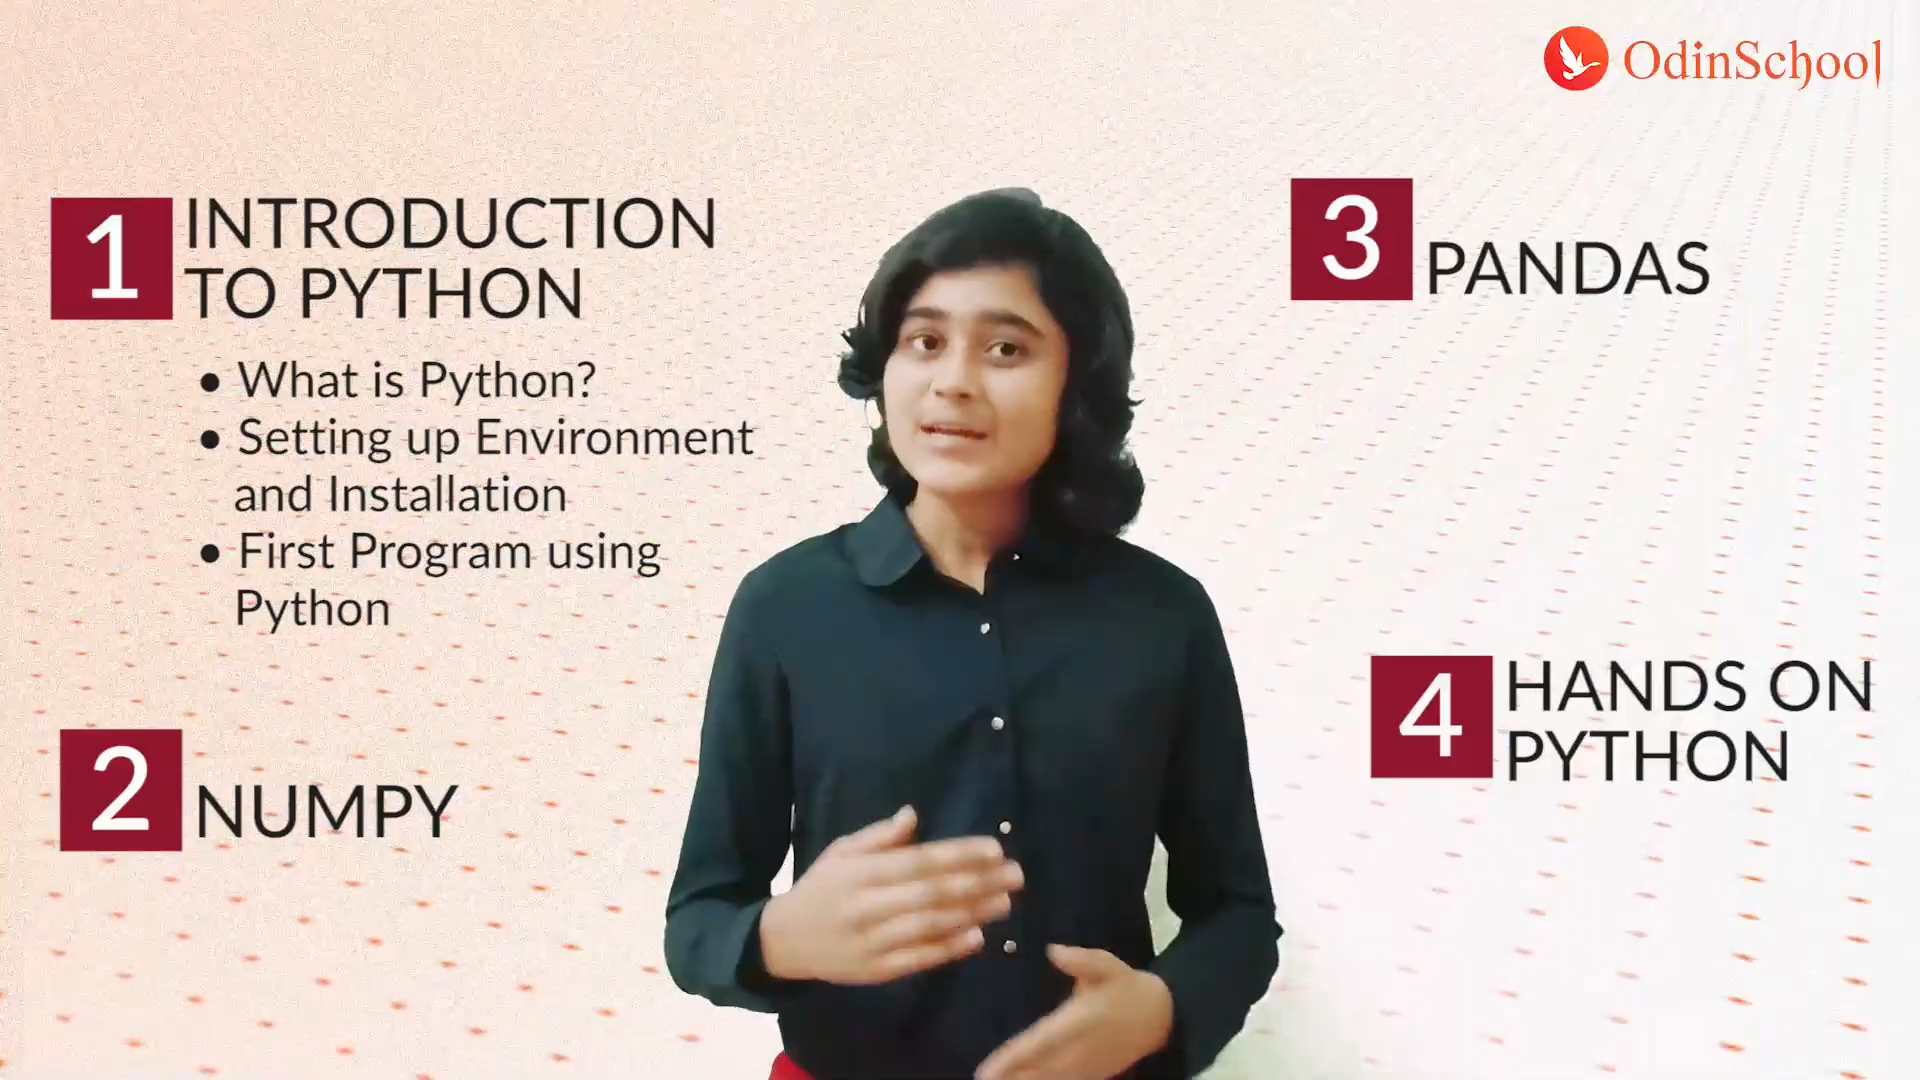 OdinSchool
1
INTRODUCTION
TO PYTHON
• What is Python?
• Setting up Environment
and Installation
• First Program using
Python
2
NUMPY
3
PANDAS
4
HANDS ON
PYTHON